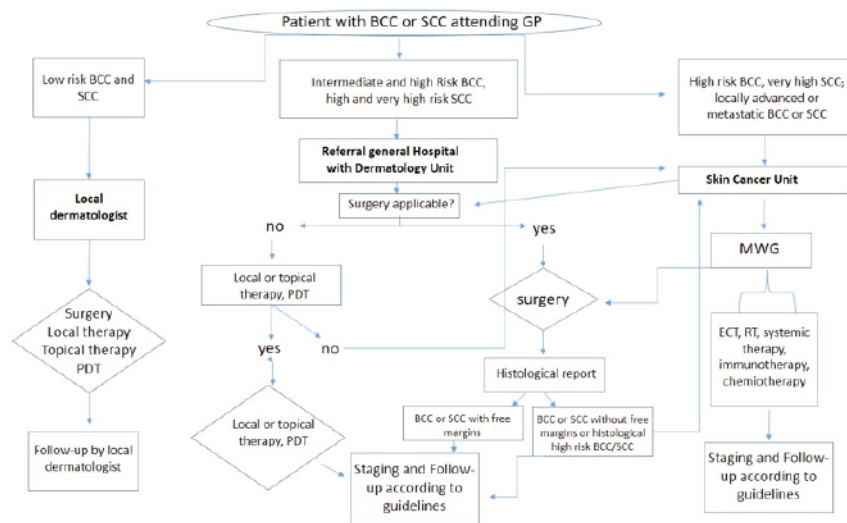 Patient with BCC or SCC attending GP
Low risk BCC and
SCC
Intermediate and high Risk BCC,
high and very high risk SCC
High risk BCC, very high SCC;
locally advanced or
metastatic BCC or SCC
Referral general Hospital
with Dermatology Unit
Skin Cancer Unit
Local
dermatologist
Surgery applicable?
no
yes
MWG
Local or topical
therapy, PDT
surgery
Surgery
Local therapy
Topical therapy
PDT
ECT, RT, systemic
therapy,
immunotherapy,
chemiotherapy
yes
no
Histological report
Local or topical
therapy, PDT
BCC or SCC with free
margins
BCC or SCC without free
margins or histological
high risk BCC/SCC
Follow-up by local
dermatologist
Staging and Follow-
up according to
guidelines
Staging and Follow-
up according to
guidelines